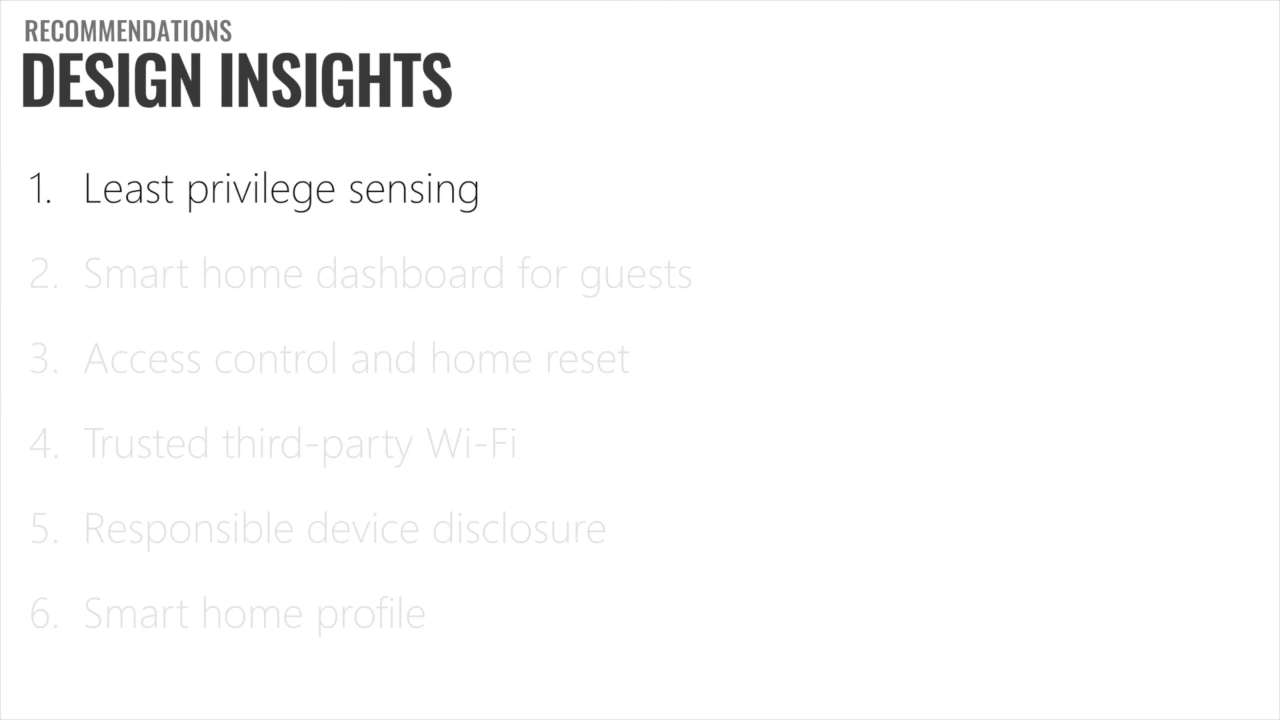 RECOMMENDATIONS
DESIGN INSIGHTS
1. Least privilege sensing
2. Smart home dashboard for guests
3. Access control and home reset
4. Trusted third-party Wi-Fi
5. Responsible device disclosure
6. Smart home profile